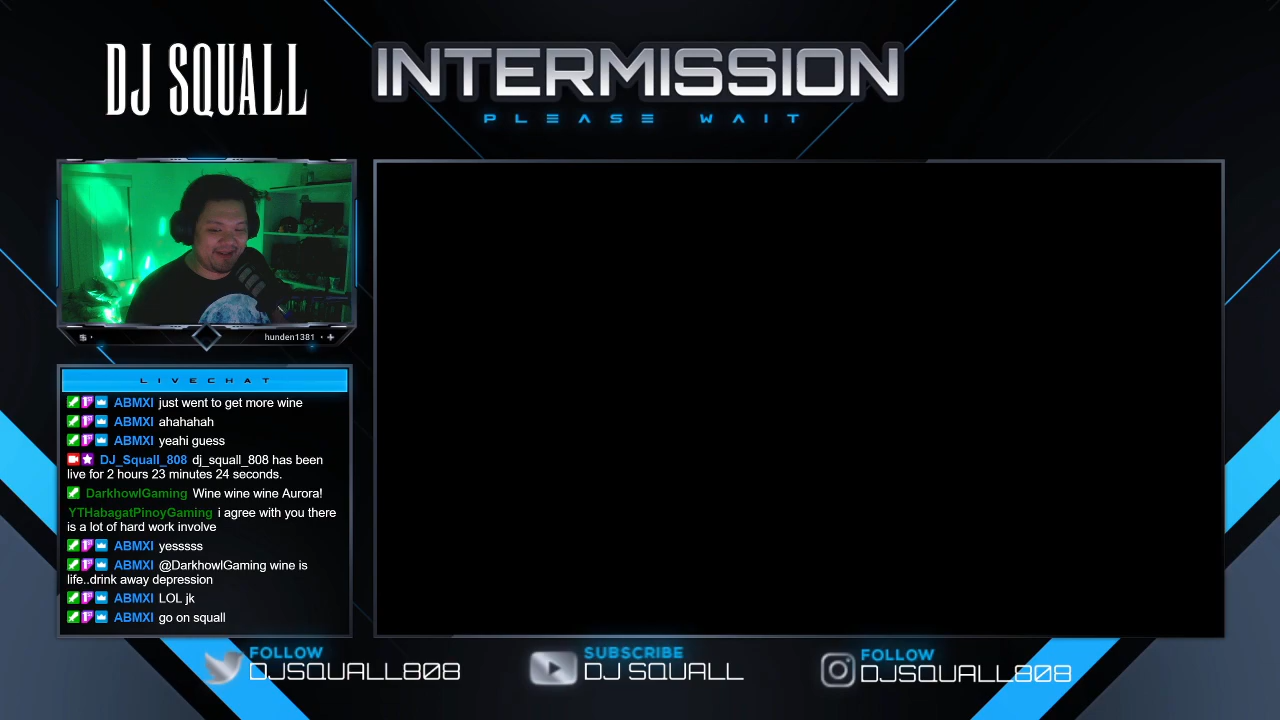 DJ SQUALL
INTERMISSION
PLEASE WAIT
hunden1381
LIVECHAT
ABMXI just went to get more wine
ABMXI ahahahah
ABMXI yeahi guess
DJ_Squall_808 dj_squall_808 has been
live for 2 hours 23 minutes 24 seconds.
DarkhowlGaming Wine wine wine Aurora!
YTHabagatPinoyGaming i agree with you there
is a lot of hard work involve
ABMXI yesssss
ABMXI @DarkhowlGaming wine is
life..drink away depression
ABMXI LOL jk
ABMXI go on squall
FOLLOW
DJSQUALL808
SUBSCRIBE
DJ SQUALL
FOLLOW
DJSQUALL808